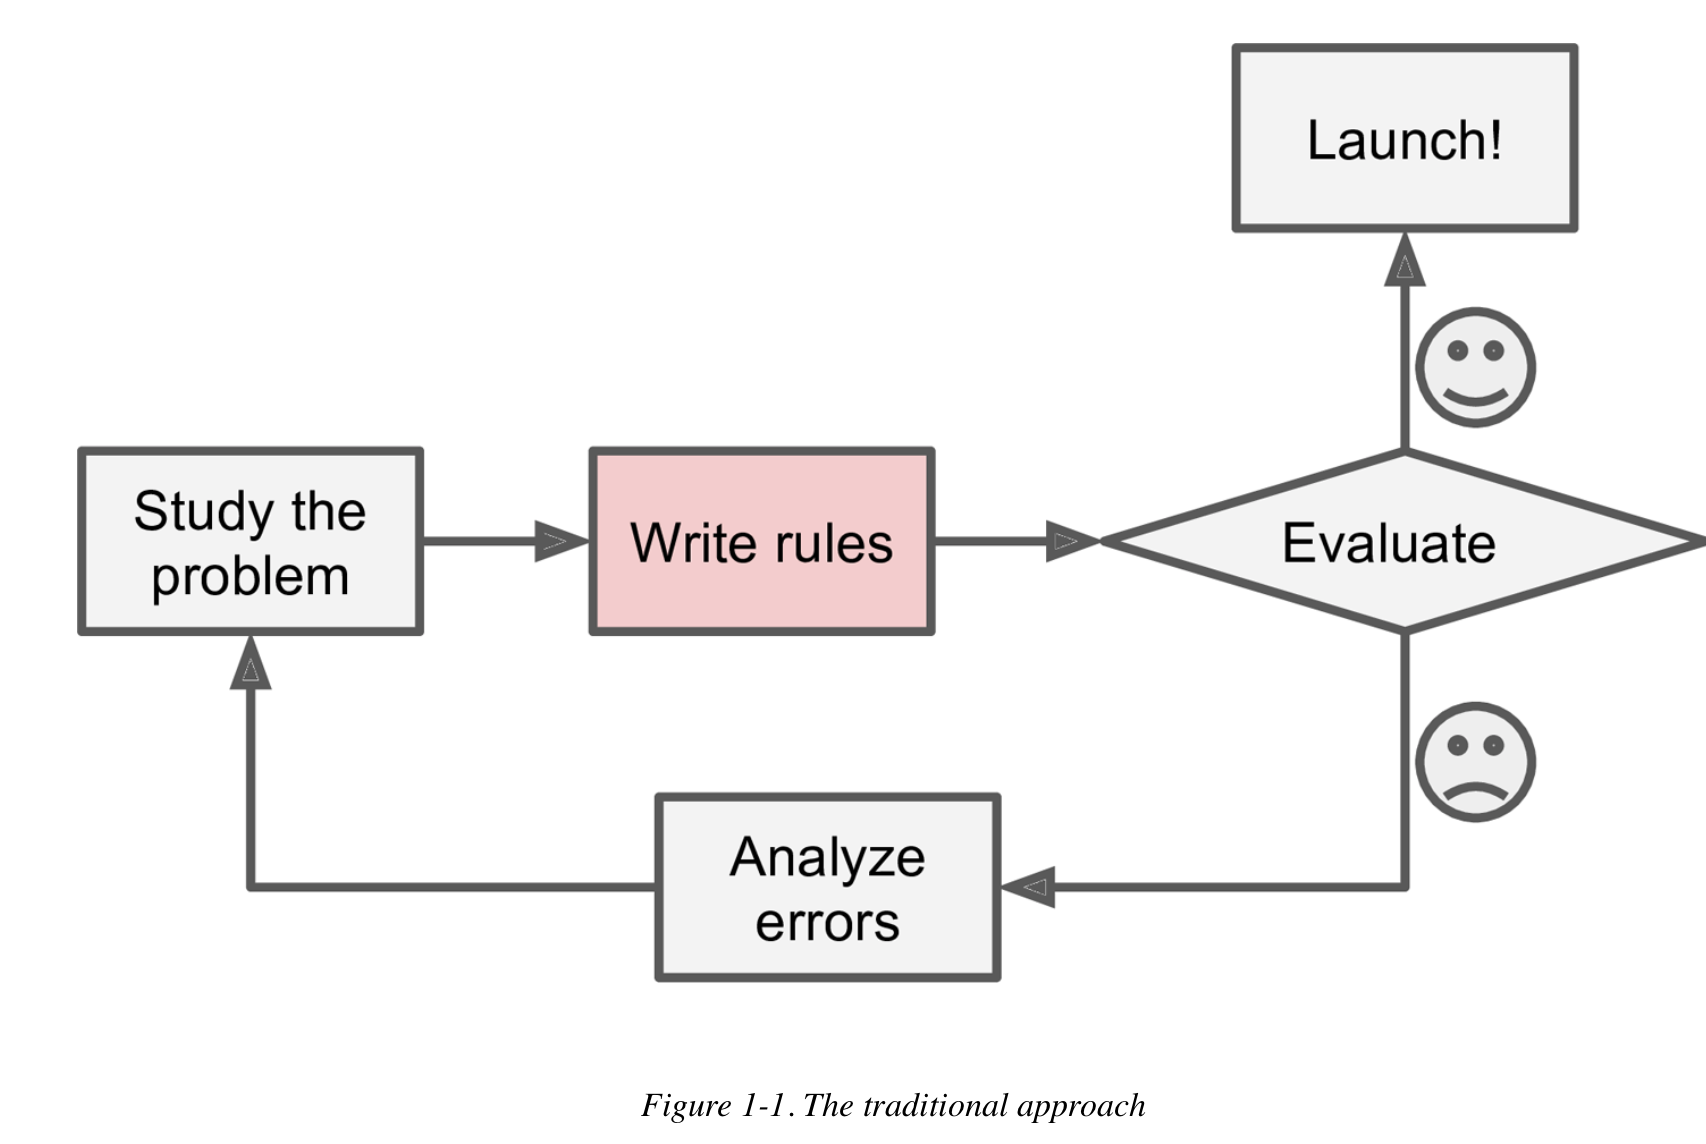 Launch!
Study the
problem
Write rules
Evaluate
Analyze
errors
Figure 1-1. The traditional approach